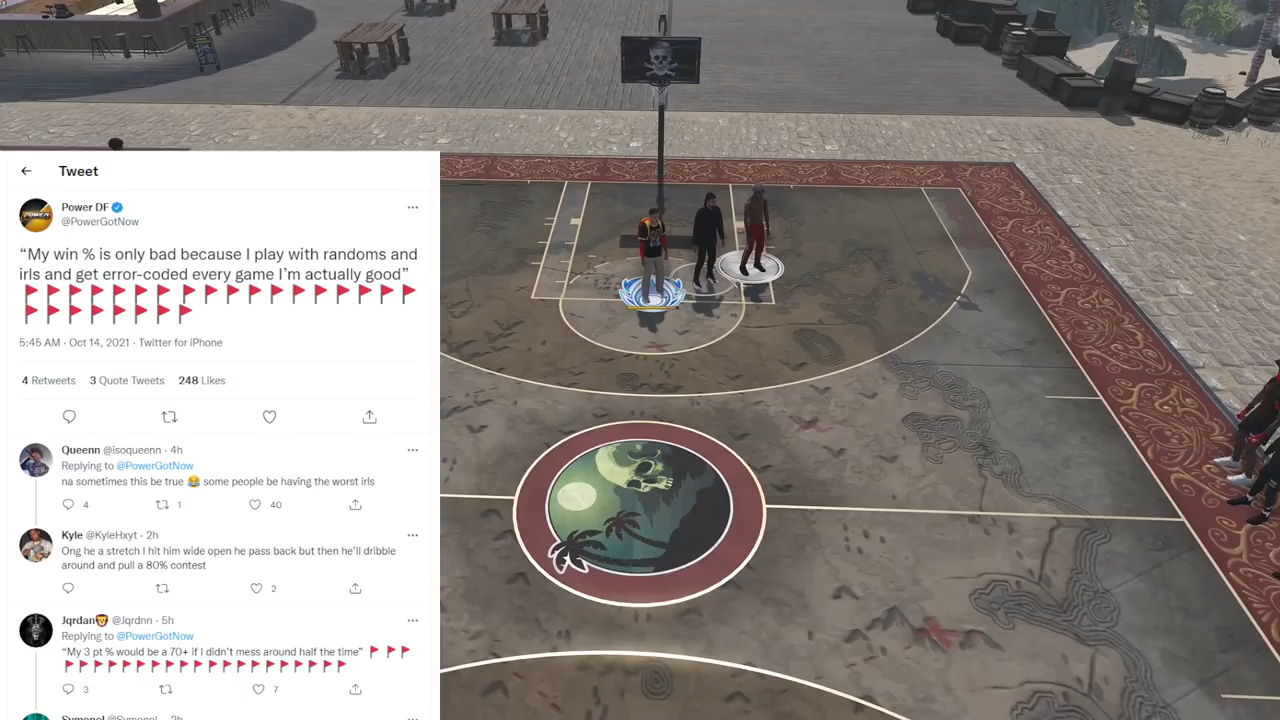 Tweet
Power DF
@PowerGotNow
“My win % is only bad because I play with randoms and
irls and get error-coded every game I’m actually good”
🚩🚩🚩🚩🚩🚩🚩🚩🚩🚩🚩🚩🚩🚩🚩🚩🚩
🚩🚩🚩🚩🚩🚩🚩🚩
5:45 AM · Oct 14, 2021 · Twitter for iPhone
4 Retweets 3 Quote Tweets 248 Likes
Queenn @isoqueenn · 4h
Replying to @PowerGotNow
na sometimes this be true 😂 some people be having the worst irls
4 1 40
Kyle @KyleHxyt · 2h
Ong he a stretch I hit him wide open he pass back but then he’ll dribble
around and pull a 80% contest
2
Jqrdan🦁 @Jqrdnn · 5h
Replying to @PowerGotNow
“My 3 pt % would be a 70+ if I didn’t mess around half the time” 🚩🚩🚩
🚩🚩🚩🚩🚩🚩🚩🚩🚩🚩🚩🚩🚩🚩🚩🚩🚩🚩🚩🚩
3 7